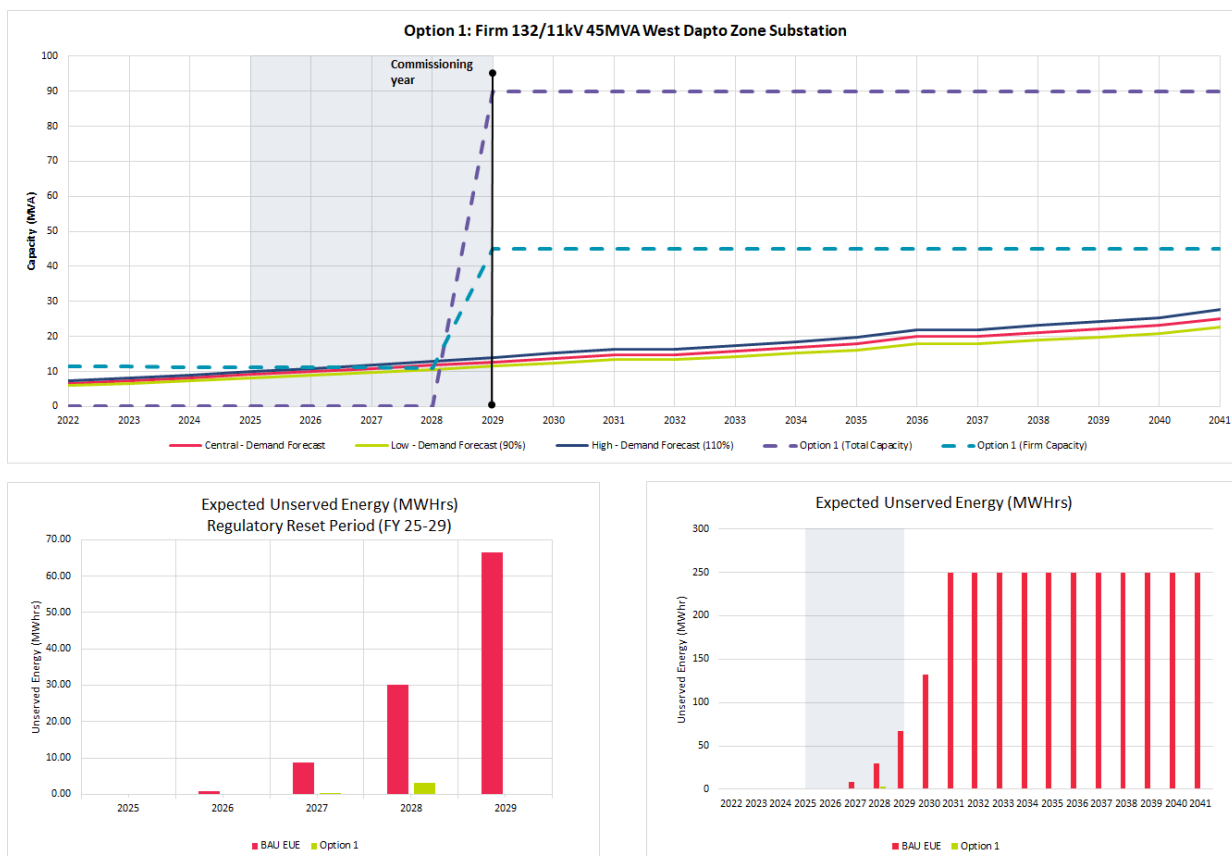 Option 1: Firm 132/11kV 45MVA West Dapto Zone Substation
Commissioning
year
Capacity (MVA)
100
90
80
70
60
50
40
30
20
10
0
2022 2023 2024 2025 2026 2027 2028 2029 2030 2031 2032 2033 2034 2035 2036 2037 2038 2039 2040 2041
Central - Demand Forecast Low - Demand Forecast (90%) High - Demand Forecast (110%) Option 1 (Total Capacity) Option 1 (Firm Capacity)
Expected Unserved Energy (MWHrs)
Regulatory Reset Period (FY 25-29)
Unserved Energy (MWhrs)
70.00
60.00
50.00
40.00
30.00
20.00
10.00
0.00
2025 2026 2027 2028 2029
BAU EUE Option 1
Expected Unserved Energy (MWHrs)
Unserved Energy (MWhr)
300
250
200
150
100
50
0
2022 2023 2024 2025 2026 2027 2028 2029 2030 2031 2032 2033 2034 2035 2036 2037 2038 2039 2040 2041
BAU EUE Option 1